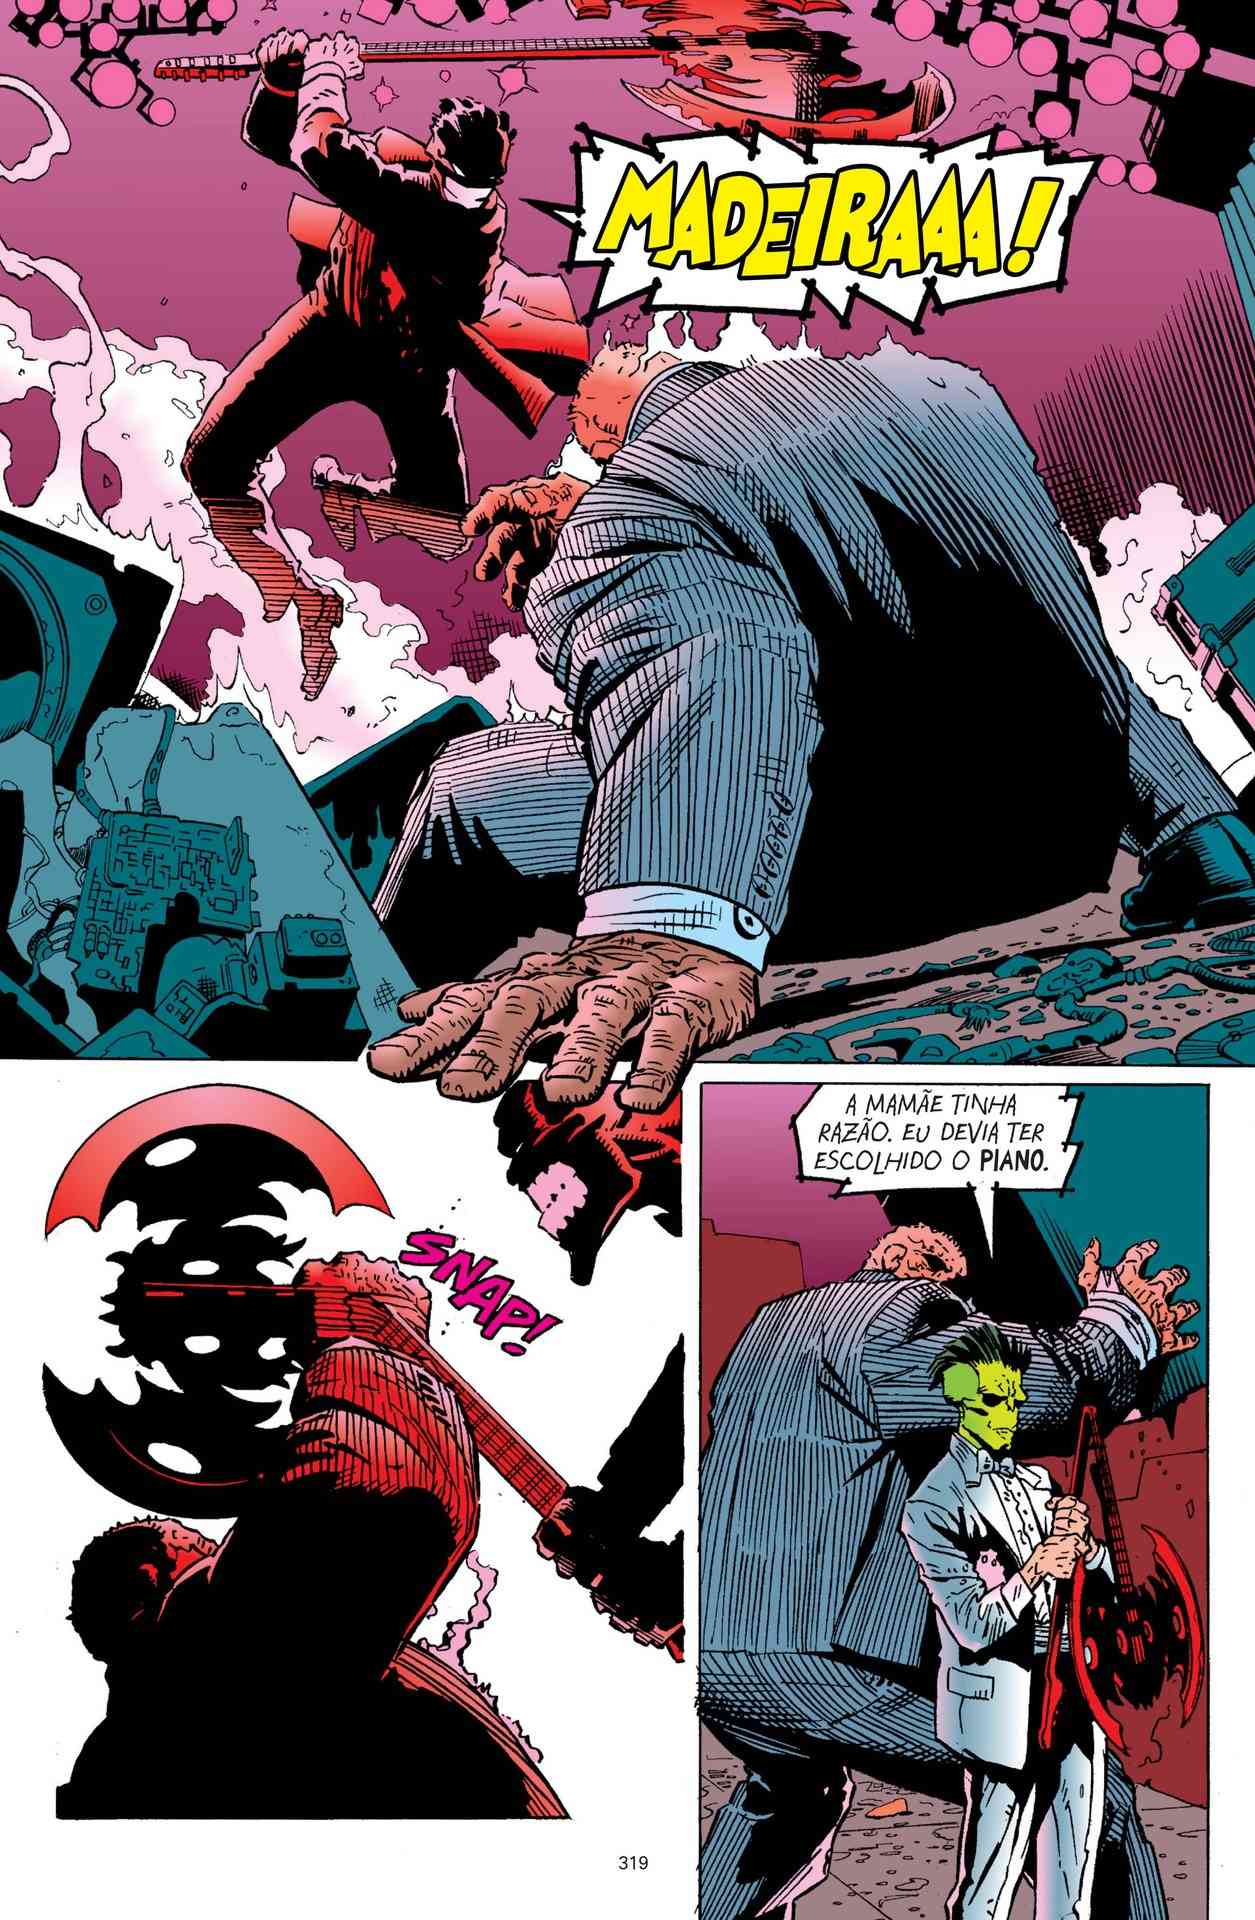 MADEIRAAA!
SNAP!
A MAMÃE TINHA
RAZÃO. EU DEVIA TER
ESCOLHIDO O PIANO.
319